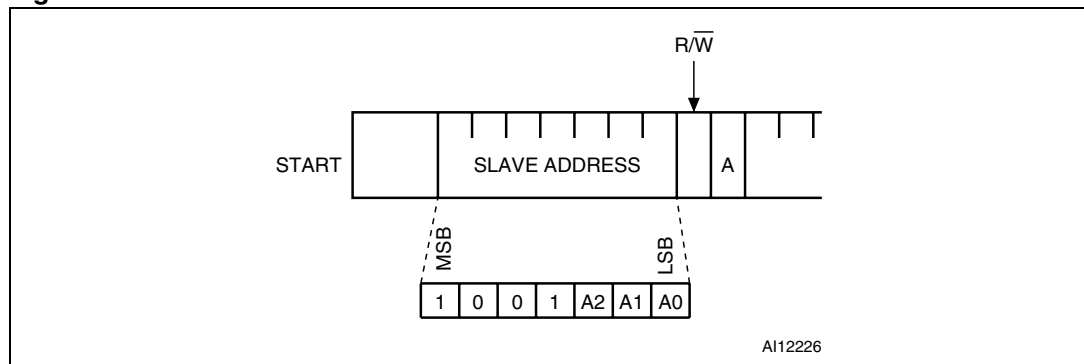 R/W̅
START
SLAVE ADDRESS
A
MSB
LSB
1 0 0 1 A2 A1 A0
AI12226